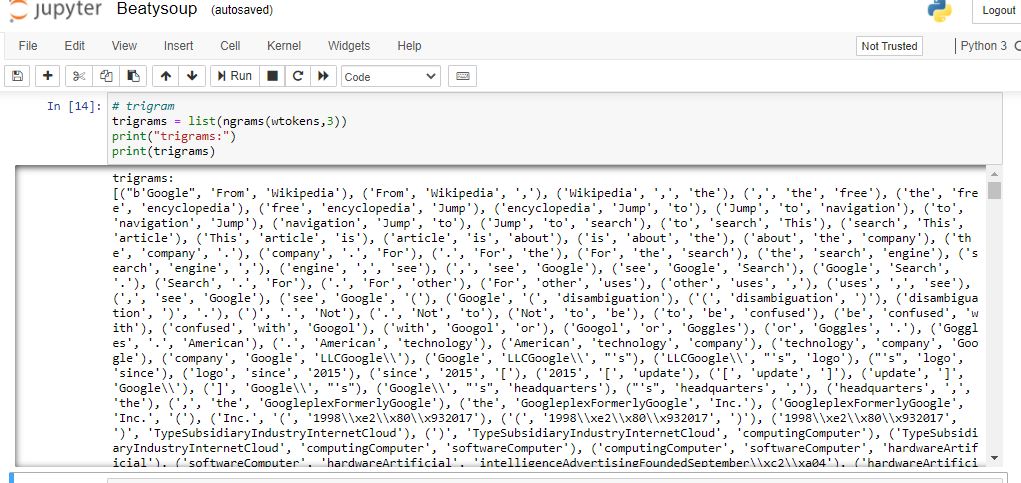 jupyter Beatysoup (autosaved) Logout
File Edit View Insert Cell Kernel Widgets Help Not Trusted Python 3
Run Code
In [14]: # trigram
trigrams = list(ngrams(wtokens,3))
print("trigrams:")
print(trigrams)
trigrams:
[("b'Google", 'From', 'Wikipedia'), ('From', 'Wikipedia', ','), ('Wikipedia', ',', 'the'), (',', 'the', 'free'), ('the', 'fre
e', 'encyclopedia'), ('free', 'encyclopedia', 'Jump'), ('encyclopedia', 'Jump', 'to'), ('Jump', 'to', 'navigation'), ('to',
'navigation', 'Jump'), ('navigation', 'Jump', 'to'), ('Jump', 'to', 'search'), ('to', 'search', 'This'), ('search', 'This',
'article'), ('This', 'article', 'is'), ('article', 'is', 'about'), ('is', 'about', 'the'), ('about', 'the', 'company'), ('th
e', 'company', '.'), ('company', '.', 'For'), ('.', 'For', 'the'), ('For', 'the', 'search'), ('the', 'search', 'engine'), ('s
earch', 'engine', ','), ('engine', ',', 'see'), (',', 'see', 'Google'), ('see', 'Google', 'Search'), ('Google', 'Search',
'.'), ('Search', '.', 'For'), ('.', 'For', 'other'), ('For', 'other', 'uses'), ('other', 'uses', ','), ('uses', ',', 'see'),
(',', 'see', 'Google'), ('see', 'Google', '('), ('Google', '(', 'disambiguation'), ('(', 'disambiguation', ')'), ('disambigua
tion', ')', '.'), (')', '.', 'Not'), ('.', 'Not', 'to'), ('Not', 'to', 'be'), ('to', 'be', 'confused'), ('be', 'confused', 'w
ith'), ('confused', 'with', 'Googol'), ('with', 'Googol', 'or'), ('Googol', 'or', 'Goggles'), ('or', 'Goggles', '.'), ('Goggl
es', '.', 'American'), ('.', 'American', 'technology'), ('American', 'technology', 'company'), ('technology', 'company', 'Goo
gle'), ('company', 'Google', 'LLCGoogle\\'), ('Google', 'LLCGoogle\\', "'s"), ('LLCGoogle\\', "'s", 'logo'), ("'s", 'logo',
'since'), ('logo', 'since', '2015'), ('since', '2015', '['), ('2015', '[', 'update'), ('[', 'update', ']'), ('update', ']',
'Google\\'), (']', 'Google\\', "'s"), ('Google\\', "'s", 'headquarters'), ("'s", 'headquarters', ','), ('headquarters', ',',
'the'), (',', 'the', 'GoogleplexFormerlyGoogle'), ('the', 'GoogleplexFormerlyGoogle', 'Inc.'), ('GoogleplexFormerlyGoogle',
'Inc.', '('), ('Inc.', '(', '1998\\xe2\\x80\\x932017'), ('(', '1998\\xe2\\x80\\x932017', ')'), ('1998\\xe2\\x80\\x932017',
')', 'TypeSubsidiaryIndustryInternetCloud'), (')', 'TypeSubsidiaryIndustryInternetCloud', 'computingComputer'), ('TypeSubsidi
aryIndustryInternetCloud', 'computingComputer', 'softwareComputer'), ('computingComputer', 'softwareComputer', 'hardwareArtif
icial'), ('softwareComputer', 'hardwareArtificial', 'intelligenceAdvertisingFoundedSeptember\\xc2\\xa04'), ('hardwareArtifici